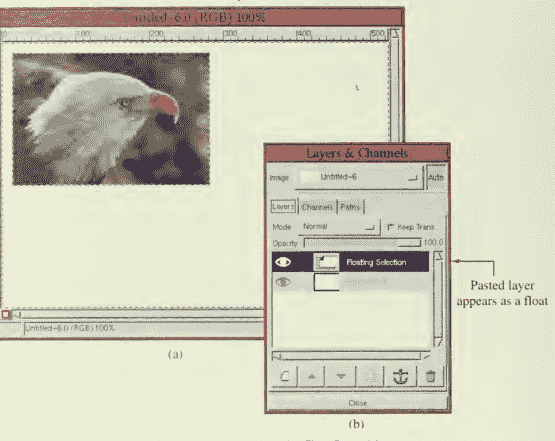 Untitled-6.0 (RGB) 100%
0 100 200 300 400 500
Layers & Channels
Image Untitled-6 Auto
Layers Channels Paths
Mode Normal Keep Trans
Opacity 100.0
Floating Selection
Pasted layer
appears as a float
Untitled-6.0 (RGB) 100%
(a)
Close
(b)